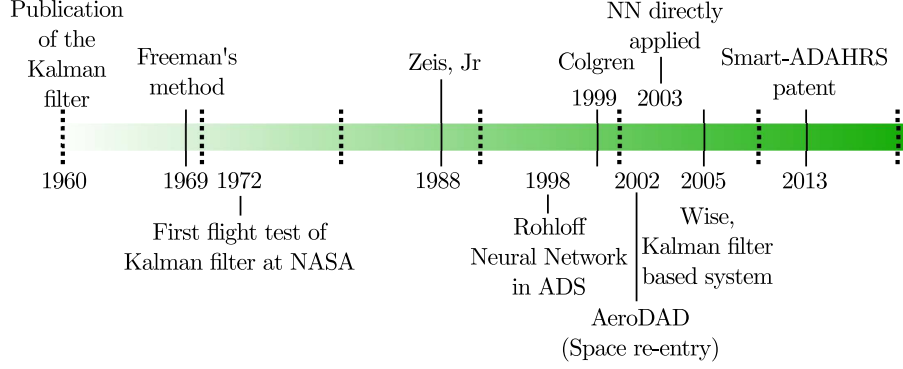 Publication
of the
Kalman
filter
Freeman's
method
Zeis, Jr
Colgren
NN directly
applied
Smart-ADAHRS
patent
1999
2003
1960
1969
1972
1988
1998
2002
2005
2013
First flight test of
Kalman filter at NASA
Rohloff
Neural Network
in ADS
Wise,
Kalman filter
based system
AeroDAD
(Space re-entry)